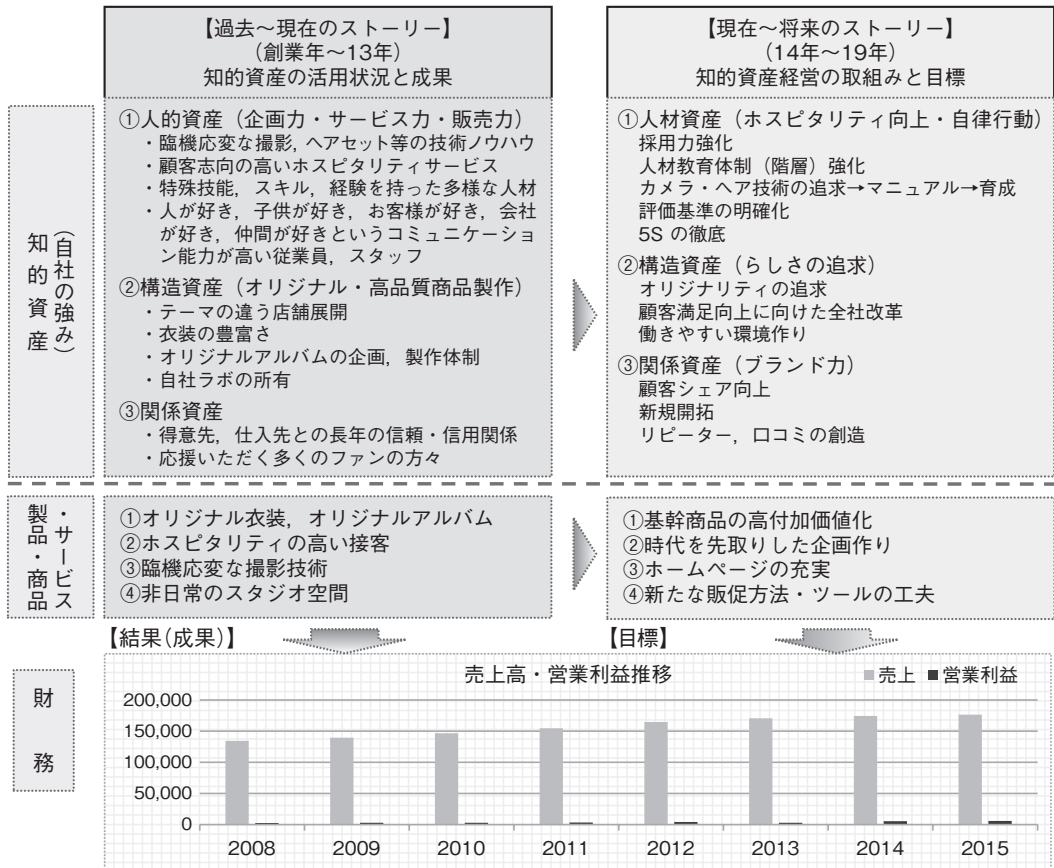 【過去〜現在のストーリー】
(創業年〜13年)
知的資産の活用状況と成果
【現在〜将来のストーリー】
(14年〜19年)
知的資産経営の取組みと目標
知的資産
(自社の強み)
①人的資産（企画力・サービス力・販売力）
・臨機応変な撮影，ヘアセット等の技術ノウハウ
・顧客志向の高いホスピタリティサービス
・特殊技能，スキル，経験を持った多様な人材
・人が好き，子供が好き，お客様が好き，会社
が好き，仲間が好きというコミュニケーション
能力が高い従業員，スタッフ
②構造資産（オリジナル・高品質商品製作）
・テーマの違う店舗展開
・衣装の豊富さ
・オリジナルアルバムの企画，製作体制
・自社ラボの所有
③関係資産
・得意先，仕入先との長年の信頼・信用関係
・応援いただく多くのファンの方々
①人材資産（ホスピタリティ向上・自律行動）
採用力強化
人材教育体制（階層）強化
カメラ・ヘア技術の追求→マニュアル→育成
評価基準の明確化
5S の徹底
②構造資産（らしさの追求）
オリジナリティの追求
顧客満足向上に向けた全社改革
働きやすい環境作り
③関係資産（ブランド力）
顧客シェア向上
新規開拓
リピーター，口コミの創造
製品・商品
・サービス
①オリジナル衣装，オリジナルアルバム
②ホスピタリティの高い接客
③臨機応変な撮影技術
④非日常のスタジオ空間
①基幹商品の高付加価値化
②時代を先取りした企画作り
③ホームページの充実
④新たな販促方法・ツールの工夫
【結果(成果)】
【目標】
財務
売上高・営業利益推移
売上 営業利益
200,000
150,000
100,000
50,000
0
2008 2009 2010 2011 2012 2013 2014 2015